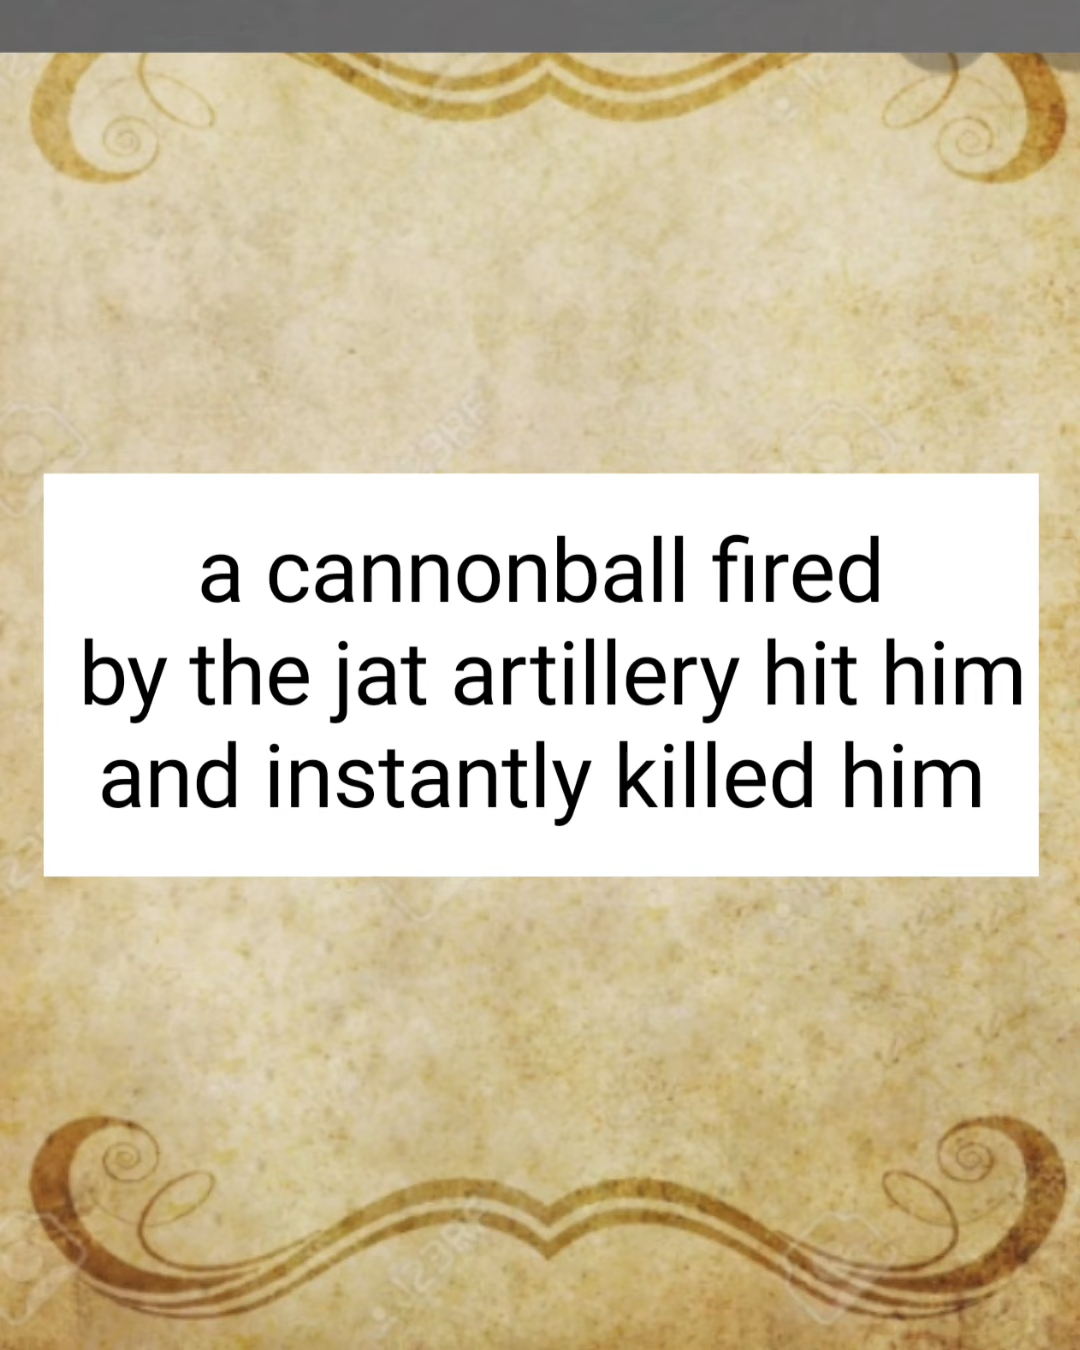 a cannonball fired
by the jat artillery hit him
and instantly killed him